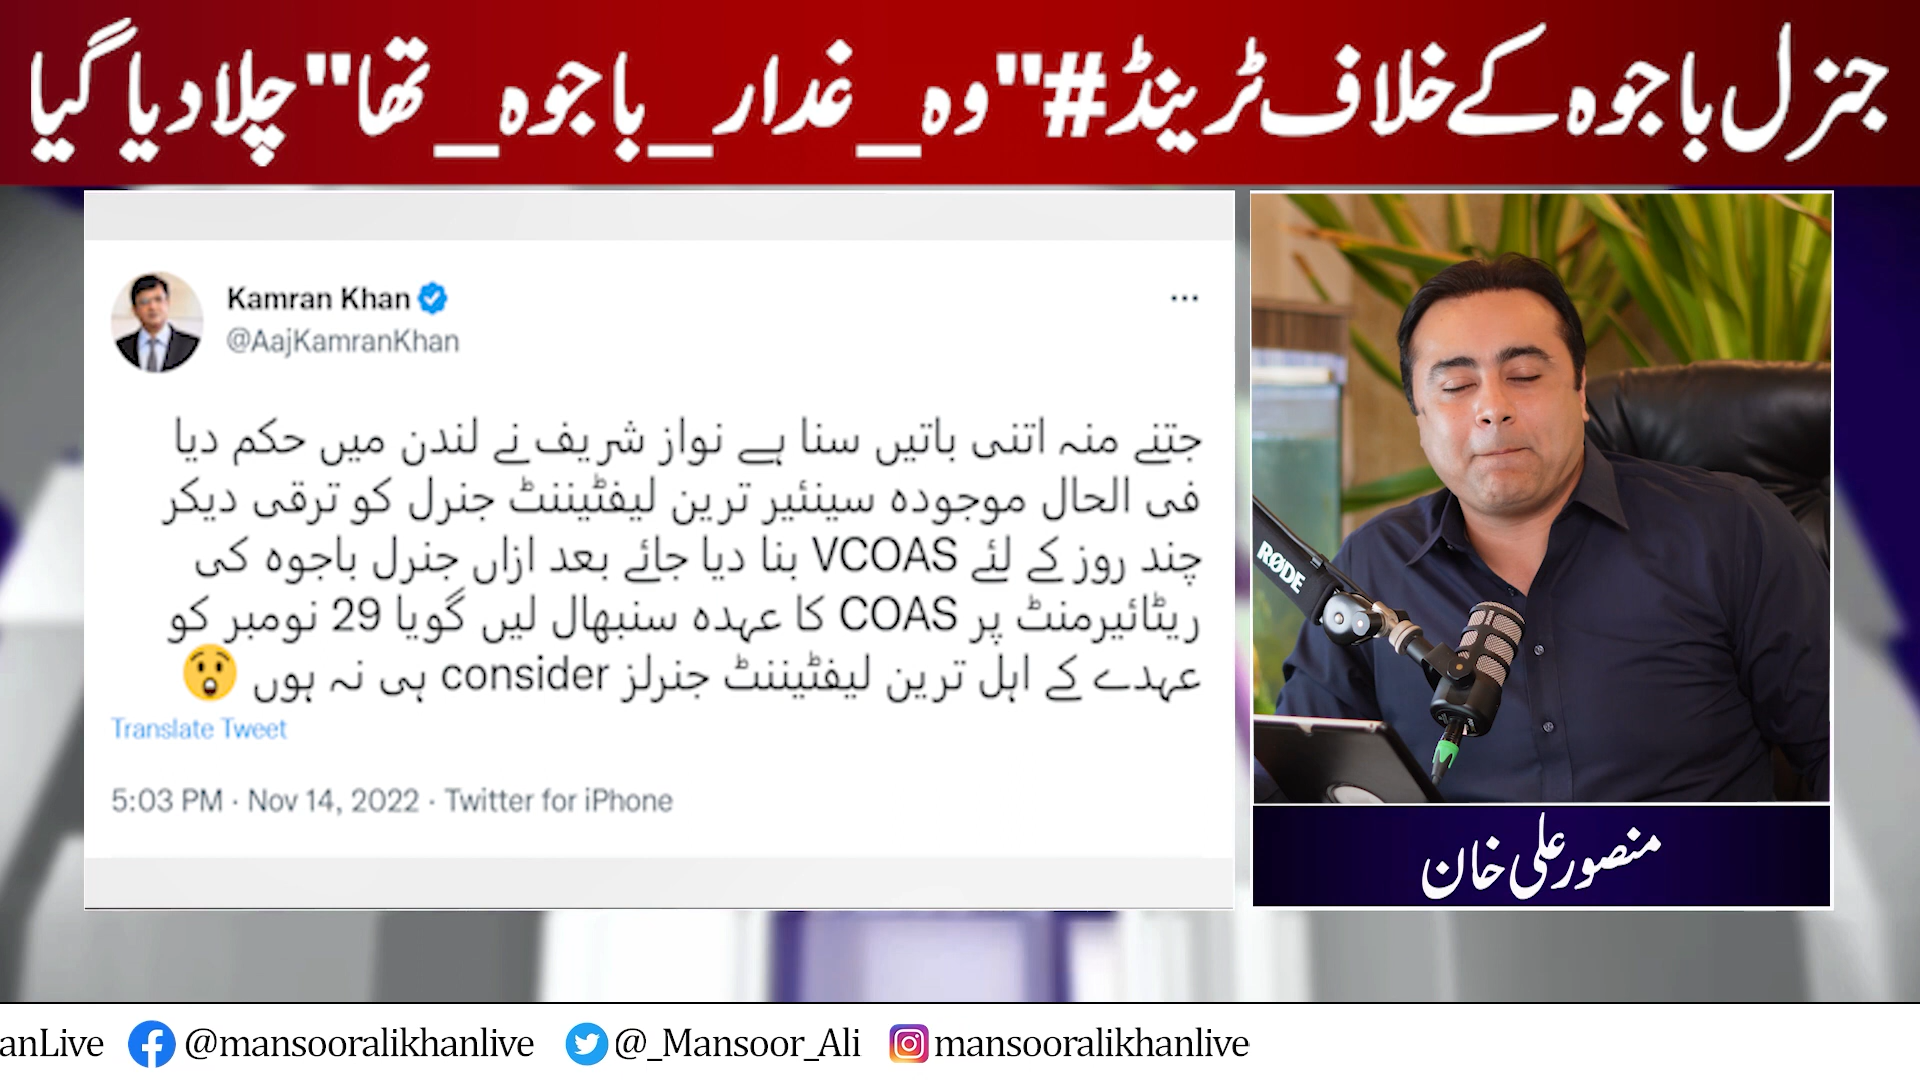 جنرل باجوہ کے خلاف ٹرینڈ #"وہ_غدار_باجوہ_تھا" چلا دیا گیا
Kamran Khan
@AajKamranKhan
جتنے منہ اتنی باتیں سنا ہے نواز شریف نے لندن میں حکم دیا
فی الحال موجودہ سینئیر ترین لیفٹیننٹ جنرل کو ترقی دیکر
چند روز کے لئے VCOAS بنا دیا جائے بعد ازاں جنرل باجوہ کی
ریٹائیرمنٹ پر COAS کا عہدہ سنبھال لیں گویا 29 نومبر کو
عہدے کے اہل ترین لیفٹیننٹ جنرلز consider ہی نہ ہوں 😲
Translate Tweet
5:03 PM · Nov 14, 2022 · Twitter for iPhone
RØDE
منصور علی خان
anLive @mansooralikhanlive @_Mansoor_Ali mansooralikhanlive